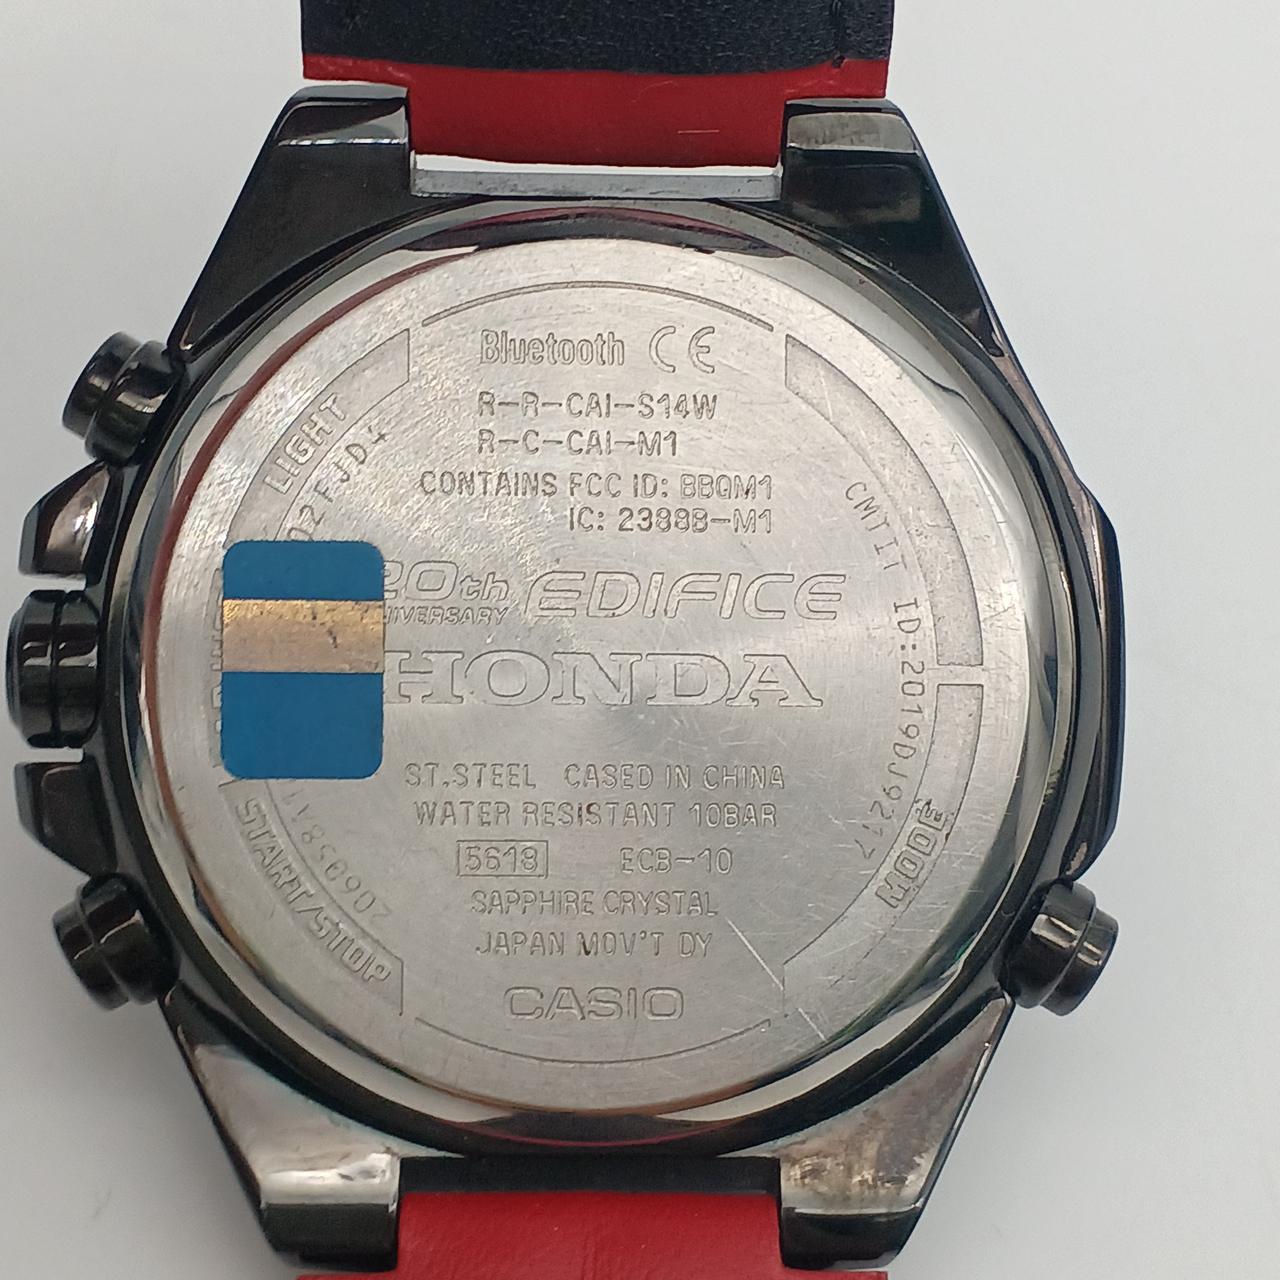 Bluetooth CE
R-R-CAI-S14W
R-C-CAI-M1
CONTAINS FCC ID: BBQM1
IC: 2388B-M1
20th
EDIFICE
HONDA
ST.STEEL CASED IN CHINA
WATER RESISTANT 10BAR
5618 ECB-10
SAPPHIRE CRYSTAL
JAPAN MOV'T DY
CASIO
LIGHT
START/STOP
MODE
CMIIT ID:2019DJ9217